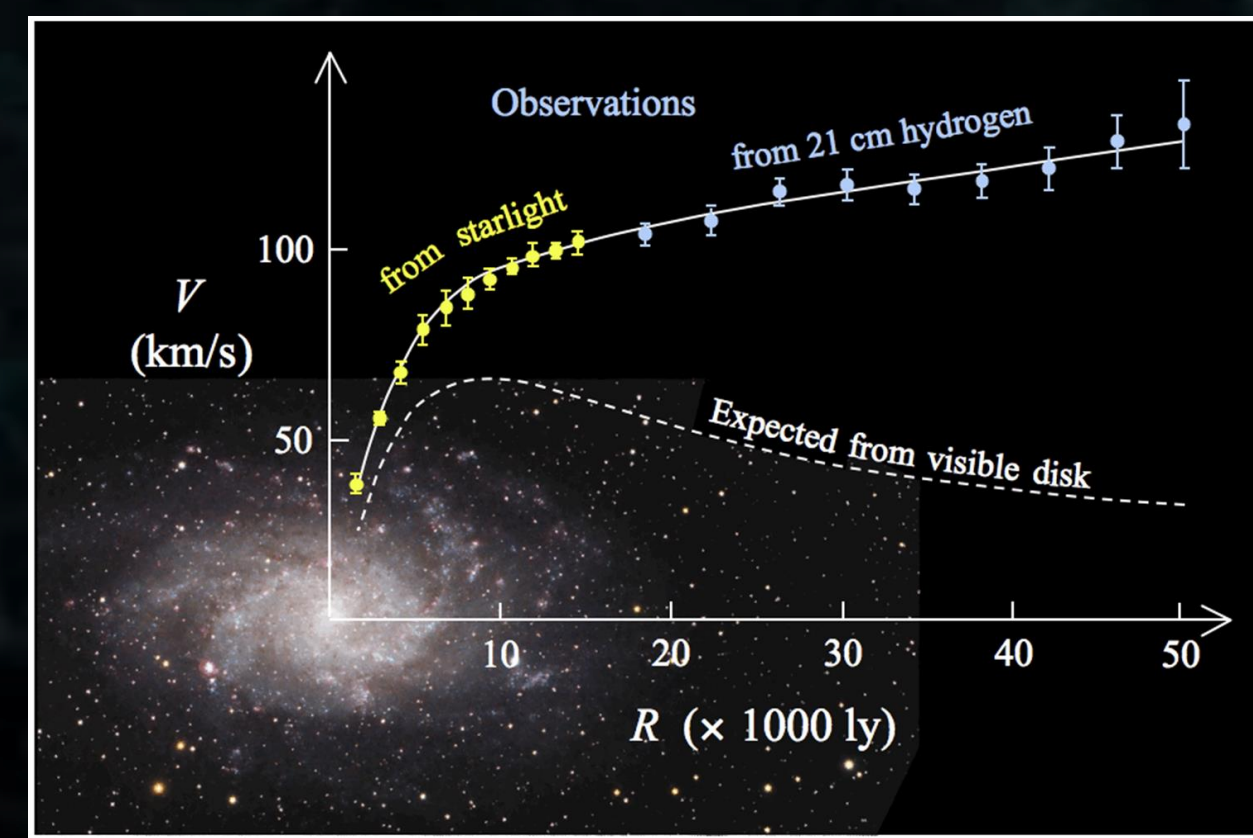 Observations
from 21 cm hydrogen
from starlight
100
V
(km/s)
50
Expected from visible disk
10
20
30
40
50
R (× 1000 ly)